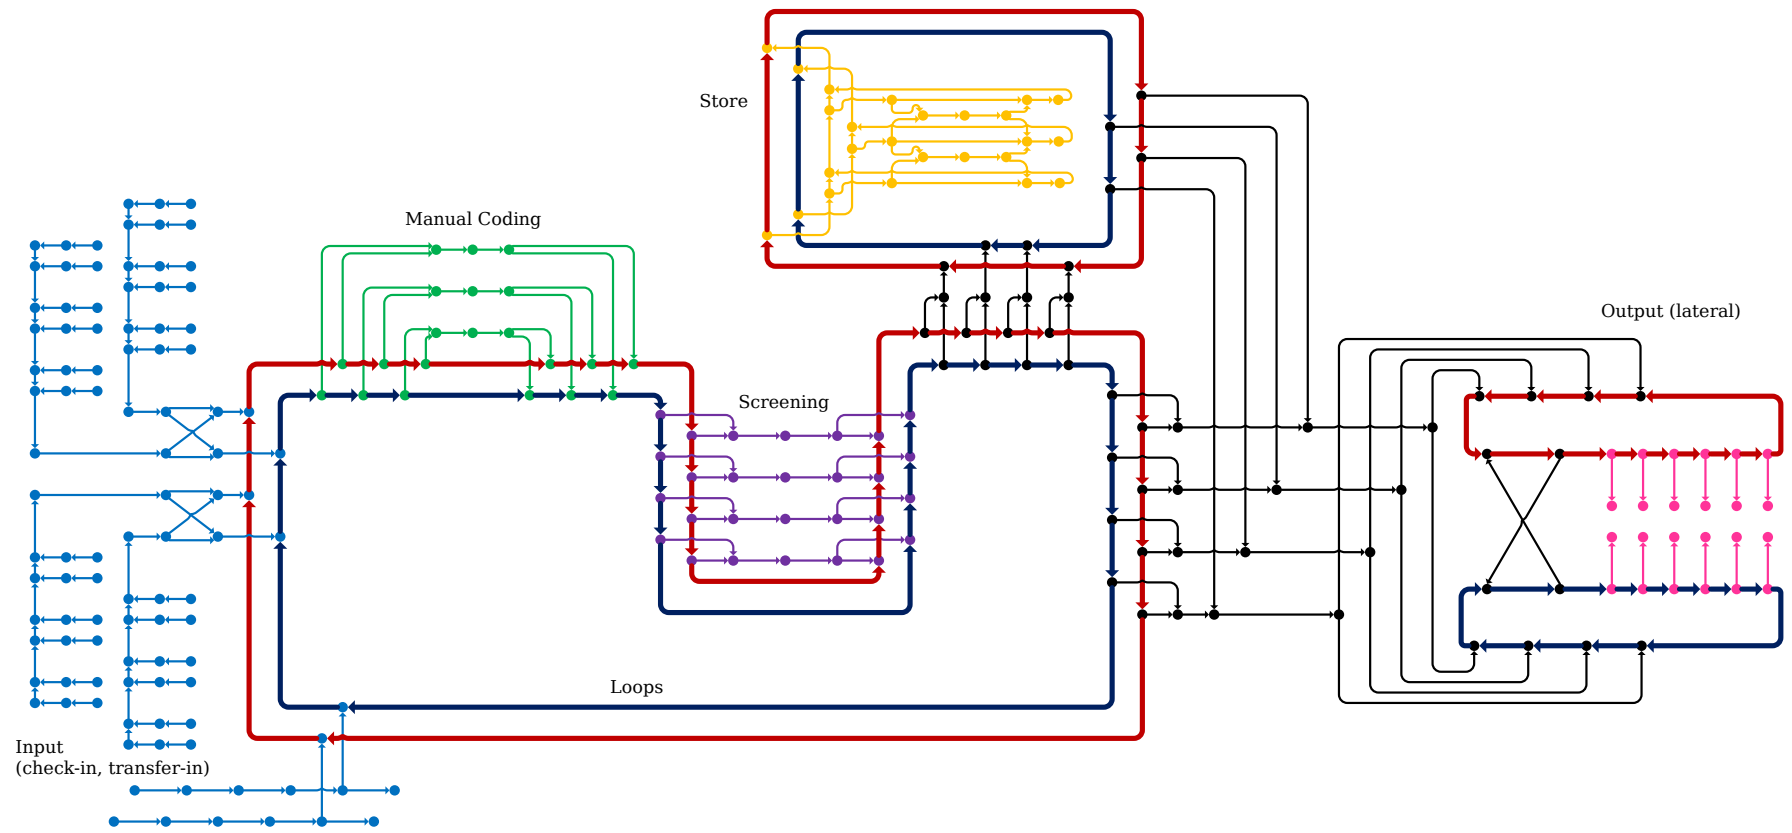 Store
Manual Coding
Output (lateral)
Screening
Loops
Input
(check-in, transfer-in)